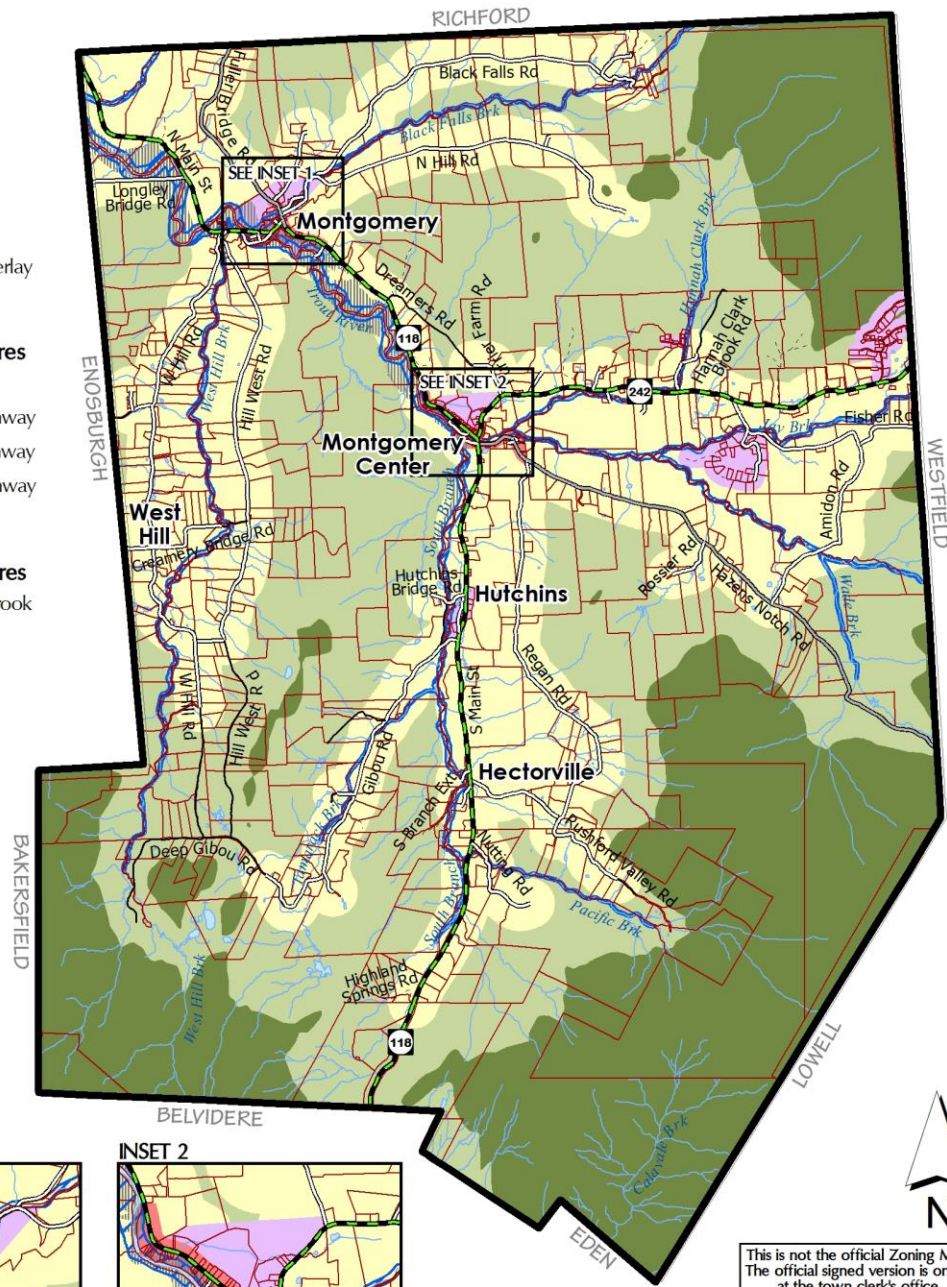 RICHFORD
Fuller Bridge Rd
Black Falls Rd
Black Falls Brk
N Main St
SEE INSET 1
N Hill Rd
Longley
Bridge Rd
Montgomery
erlay
Hannah Clark Brk
Dreamers Rd
Trout River
Farm Rd
118
Hannah Clark
Brook Rd
res
W Hill Rd
West Hill Brk
Hill West Rd
ENOSBURGH
SEE INSET 2
242
way
Fisher Rd
Jay Brk
Montgomery
Center
way
way
WESTFIELD
Amidon Rd
West
Hill
South Branch
Creamery Bridge Rd
Rossier Rd
Hazens Notch Rd
res
Hutchins
Bridge Rd
Hutchins
Wade Brk
rook
Regan Rd
W Hill Rd
Hill West R
S Main St
Gibou Rd
Hectorville
S Branch Ext
Rushford Valley Rd
BAKERSFIELD
Deep Gibou Rd
Nutting Rd
South Branch
Pacific Brk
West Hill Brk
Highland
Springs Rd
118
LOWELL
BELVIDERE
Calavale Brk
INSET 2
N
EDEN
This is not the official Zoning M
The official signed version is on
at the town clerk's office